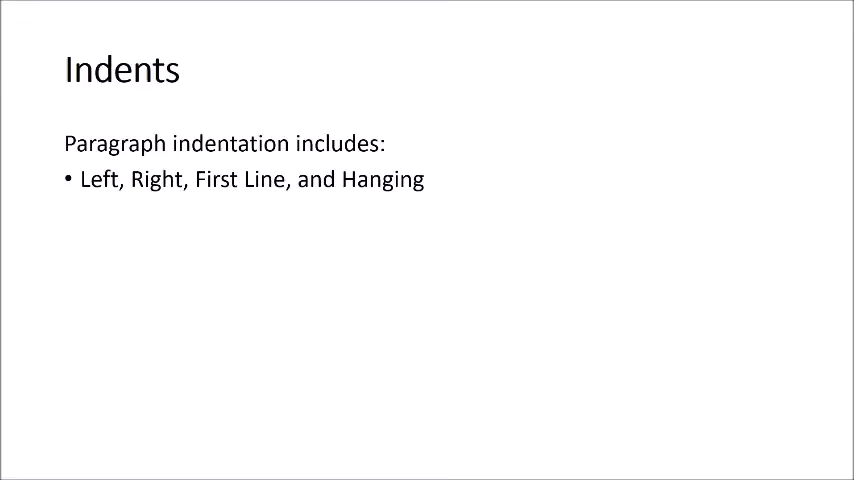 Indents
Paragraph indentation includes:
• Left, Right, First Line, and Hanging